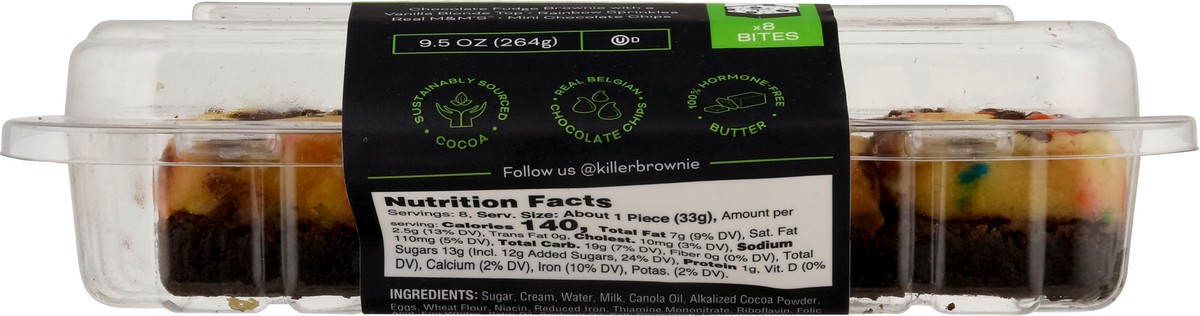 Chocolate Fudge Brownie with a
Vanilla Blonde Top • Rainbow Sprinkles
Real M&M'S® • Mini Chocolate Chips
9.5 OZ (264g)
U D
x8
BITES
SUSTAINABLY SOURCED
• COCOA •
• REAL BELGIAN •
CHOCOLATE CHIPS
100% HORMONE-FREE
• BUTTER •
Follow us @killerbrownie
Nutrition Facts
Servings: 8, Serv. Size: About 1 Piece (33g), Amount per
serving: Calories 140, Total Fat 7g (9% DV), Sat. Fat
2.5g (13% DV), Trans Fat 0g, Cholest. 10mg (3% DV), Sodium
110mg (5% DV), Total Carb. 19g (7% DV), Fiber 0g (0% DV), Total
Sugars 13g (Incl. 12g Added Sugars, 24% DV), Protein 1g, Vit. D (0%
DV), Calcium (2% DV), Iron (10% DV), Potas. (2% DV).
INGREDIENTS: Sugar, Cream, Water, Milk, Canola Oil, Alkalized Cocoa Powder,
Eggs, Wheat Flour, Niacin, Reduced Iron, Thiamine Mononitrate, Riboflavin, Folic